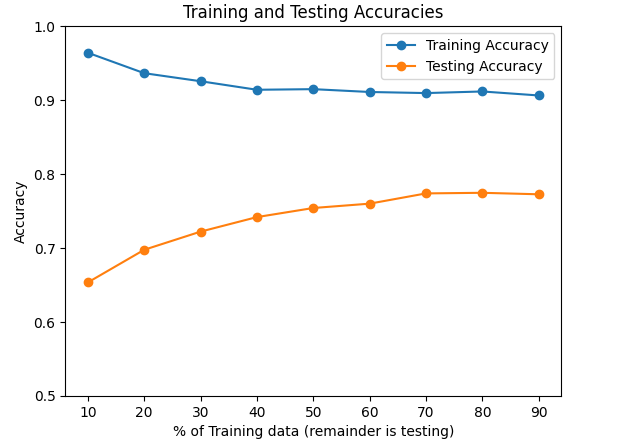 Training and Testing Accuracies
1.0
Training Accuracy
Testing Accuracy
0.9
0.8
Accuracy
0.7
0.6
0.5
10 20 30 40 50 60 70 80 90
% of Training data (remainder is testing)